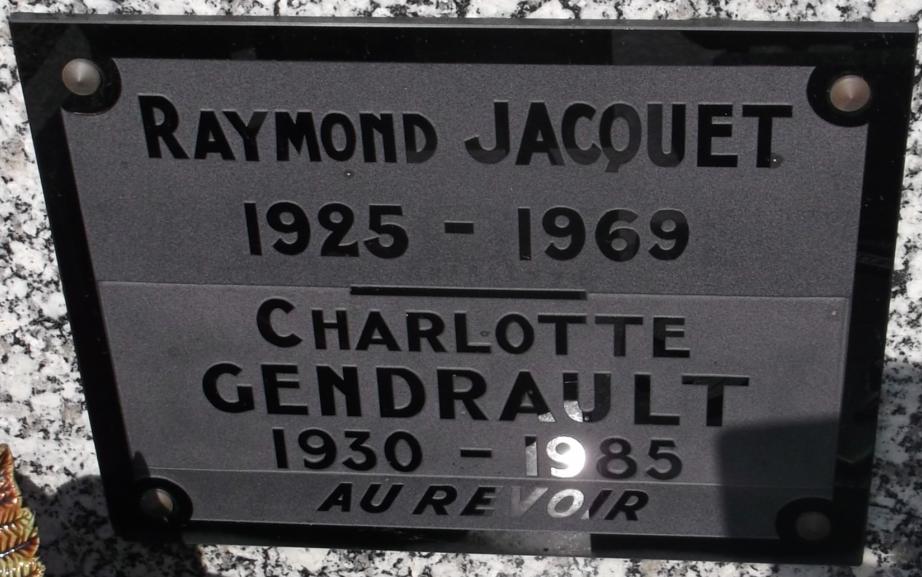 RAYMOND JACQUET
1925 - 1969
CHARLOTTE
GENDRAULT
1930 - 1985
AU REVOIR